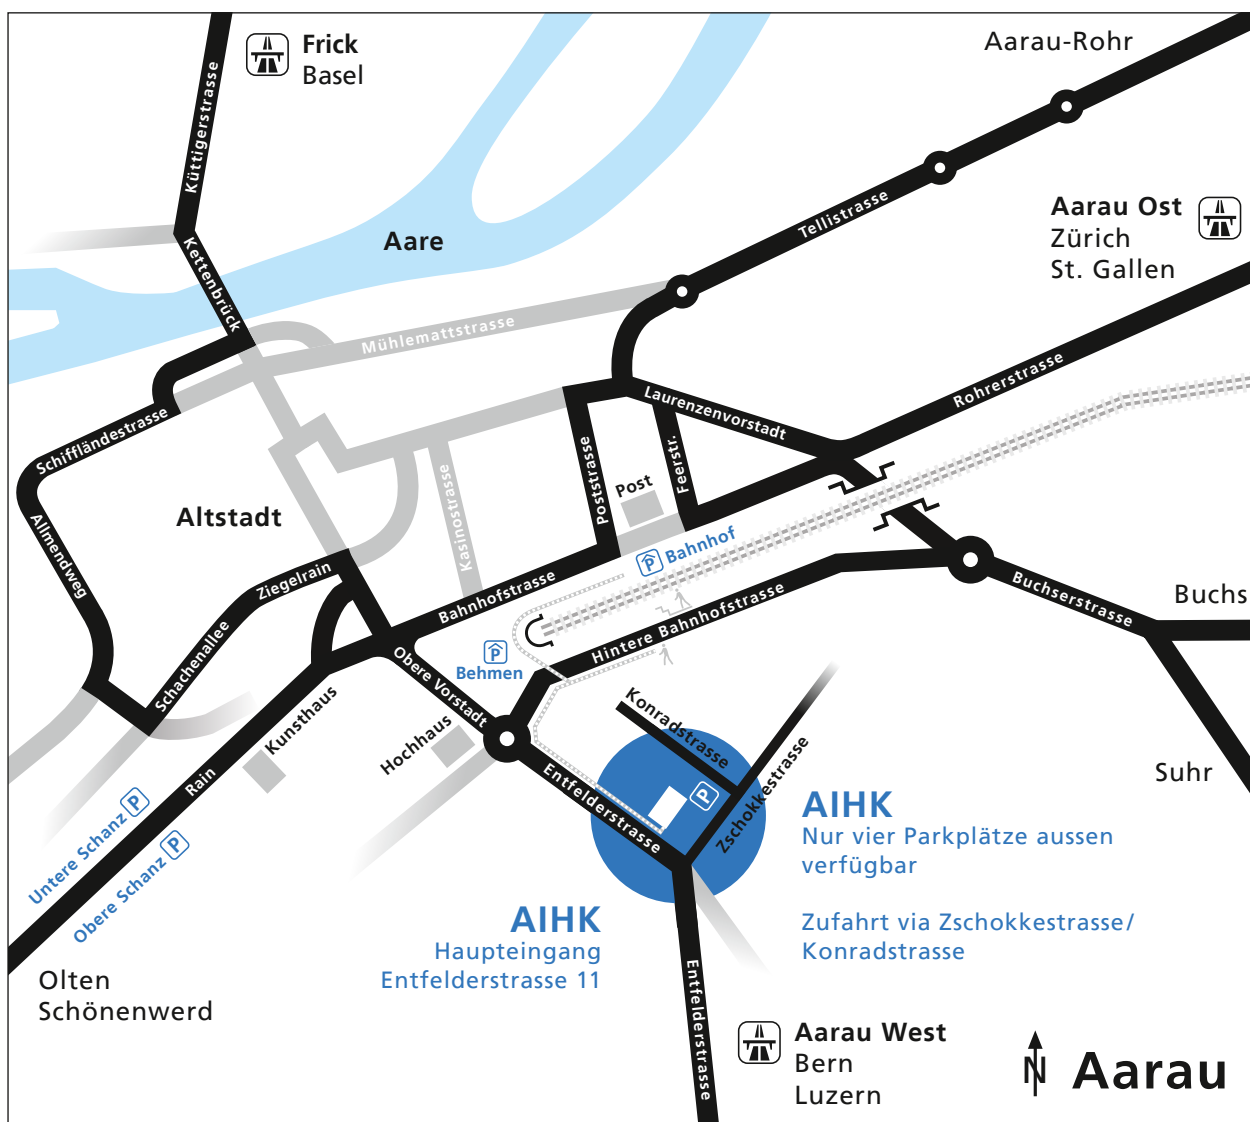 Frick
Basel
Aarau-Rohr
Küttigerstrasse
Aarau Ost
Zürich
St. Gallen
Tellistrasse
Aare
Kettenbrück
Mühlemattstrasse
Rohrerstrasse
Laurenzenvorstadt
Schiffländestrasse
Poststrasse
Feerstr.
Post
Kasinostrasse
Altstadt
Allmendweg
Ziegelrain
P Bahnhof
Bahnhofstrasse
Hintere Bahnhofstrasse
Buchserstrasse
Buchs
Schachenallee
P
Behmen
Obere Vorstadt
Kunsthaus
Hochhaus
Konradstrasse
Zschokkestrasse
Rain
Entfelderstrasse
P
Suhr
Untere Schanz P
Obere Schanz P
AIHK
Nur vier Parkplätze aussen
verfügbar
Zufahrt via Zschokkestrasse/
Konradstrasse
AIHK
Haupteingang
Entfelderstrasse 11
Olten
Schönenwerd
Entfelderstrasse
Aarau West
Bern
Luzern
N
Aarau